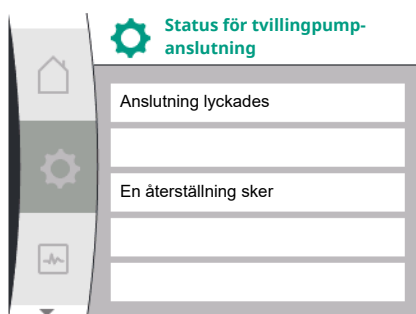 Status för tvillingpump-
anslutning
Anslutning lyckades
En återställning sker